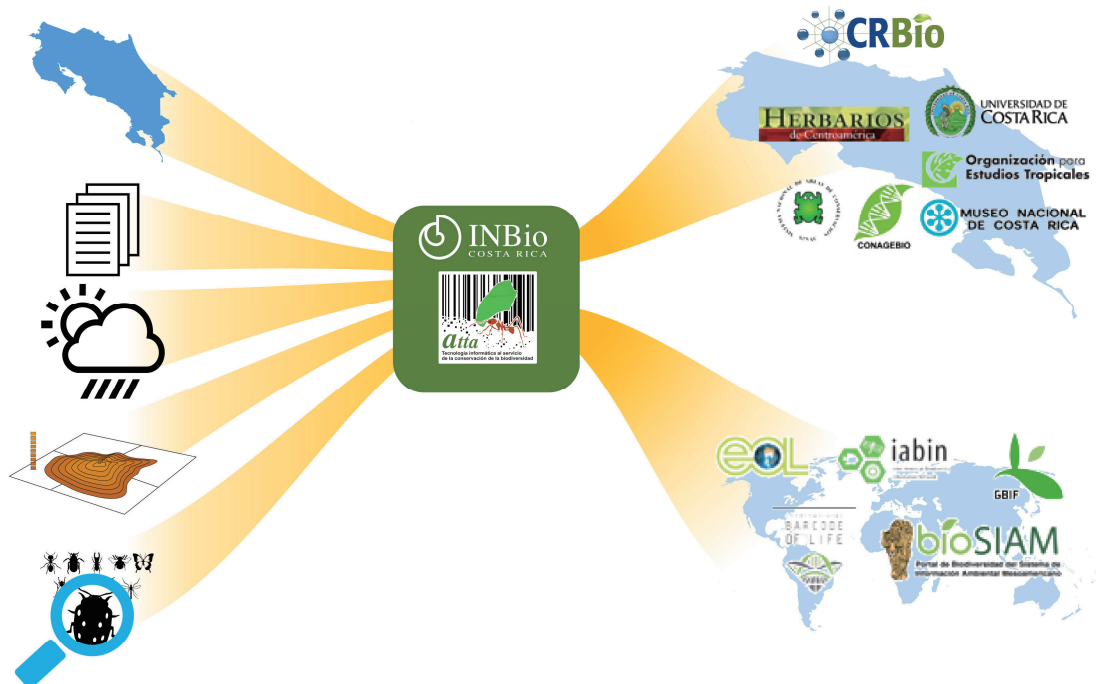 CRBio
HERBARIOS
de Centroamérica
UNIVERSIDAD DE
COSTA RICA
Organización para
Estudios Tropicales
CONAGEBIO
MUSEO NACIONAL
DE COSTA RICA
INBio
COSTA RICA
atta
Tecnología informática al servicio
de la conservación de la biodiversidad
eOL
iabin
GBIF
BARCODE
OF LIFE
bioSIAM
Portal de Biodiversidad del Sistema de
Información Ambiental Mesoamericano